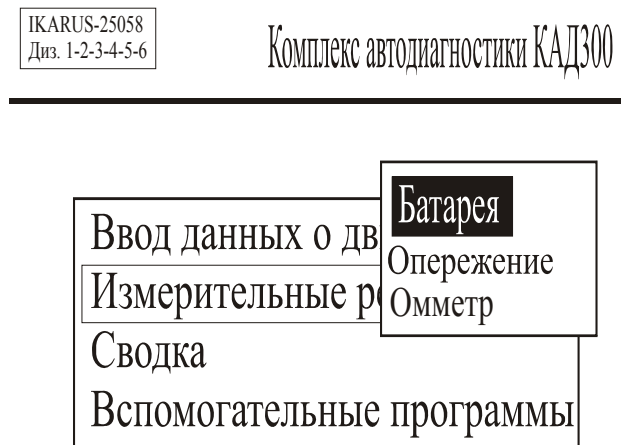 IKARUS-25058
Диз. 1-2-3-4-5-6
Комплекс автодиагностики КАД300
Батарея
Опережение
Омметр
Ввод данных о дв
Измерительные
Сводка
Вспомогательные программы